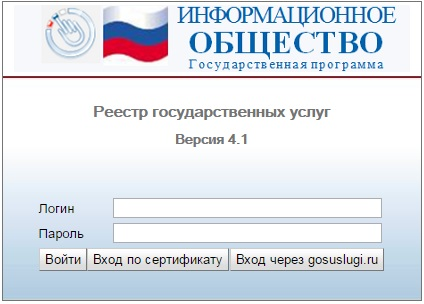 ИНФОРМАЦИОННОЕ
ОБЩЕСТВО
Государственная программа
Реестр государственных услуг
Версия 4.1
Логин
Пароль
Войти Вход по сертификату Вход через gosuslugi.ru